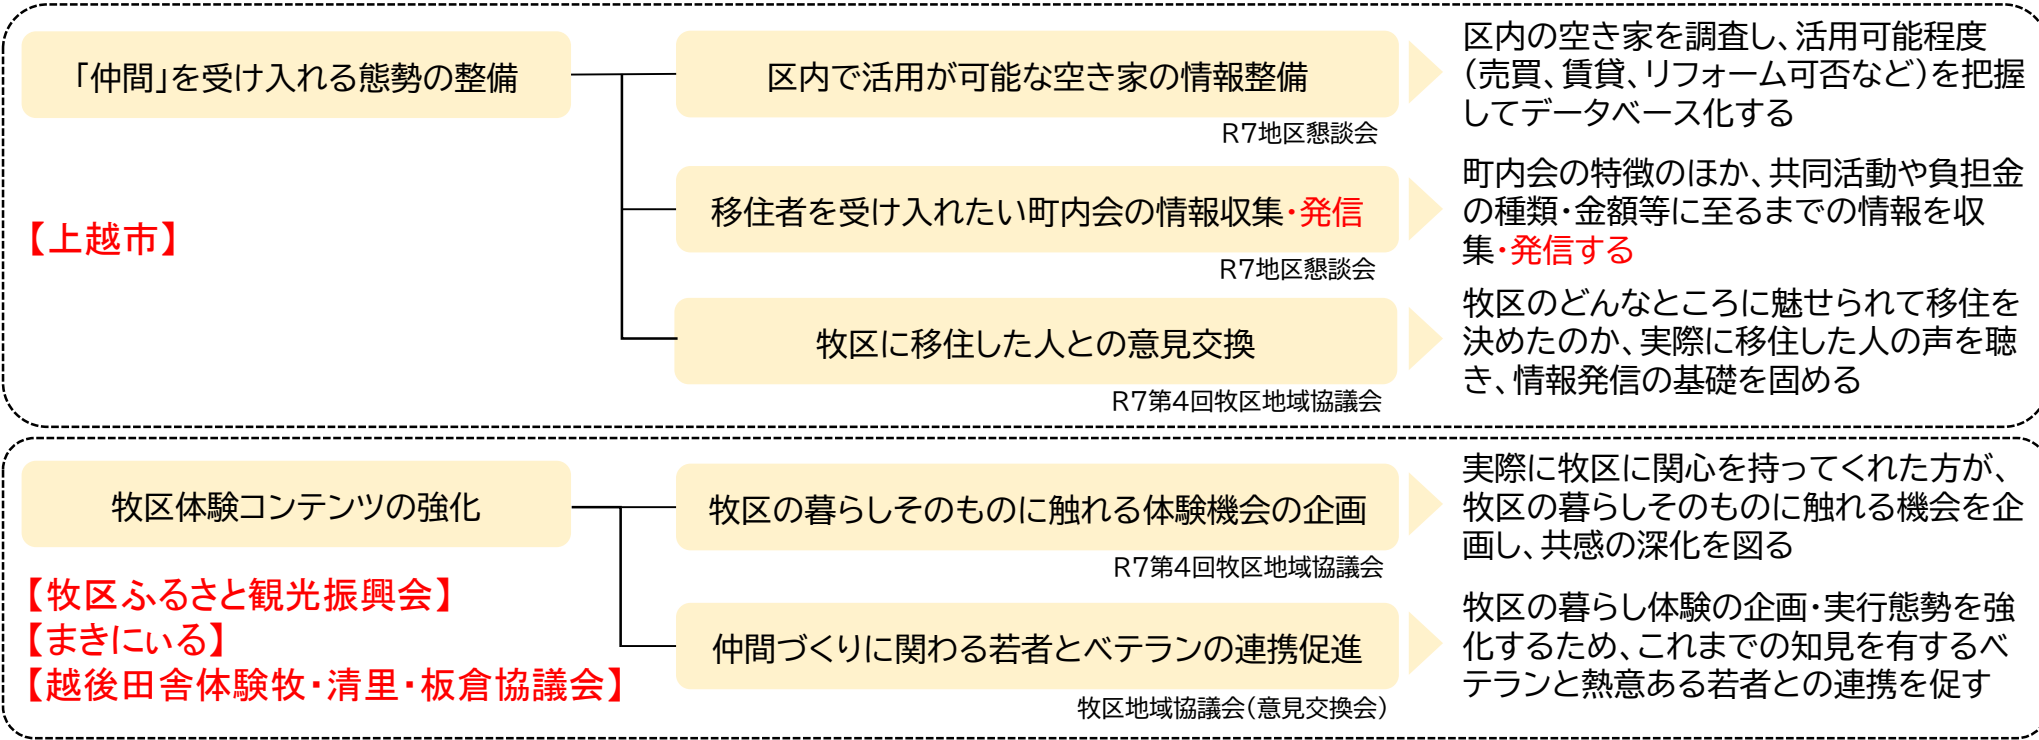 「仲間」を受け入れる態勢の整備
【上越市】
区内で活用が可能な空き家の情報整備
R7地区懇談会
区内の空き家を調査し、活用可能程度
（売買、賃貸、リフォーム可否など）を把握
してデータベース化する
移住者を受け入れたい町内会の情報収集・発信
R7地区懇談会
町内会の特徴のほか、共同活動や負担金
の種類・金額等に至るまでの情報を収
集・発信する
牧区に移住した人との意見交換
R7第4回牧区地域協議会
牧区のどんなところに魅せられて移住を
決めたのか、実際に移住した人の声を聴
き、情報発信の基礎を固める
牧区体験コンテンツの強化
【牧区ふるさと観光振興会】
【まきにぃる】
【越後田舎体験牧・清里・板倉協議会】
牧区の暮らしそのものに触れる体験機会の企画
R7第4回牧区地域協議会
実際に牧区に関心を持ってくれた方が、
牧区の暮らしそのものに触れる機会を企
画し、共感の深化を図る
仲間づくりに関わる若者とベテランの連携促進
牧区地域協議会（意見交換会）
牧区の暮らし体験の企画・実行態勢を強
化するため、これまでの知見を有するベ
テランと熱意ある若者との連携を促す